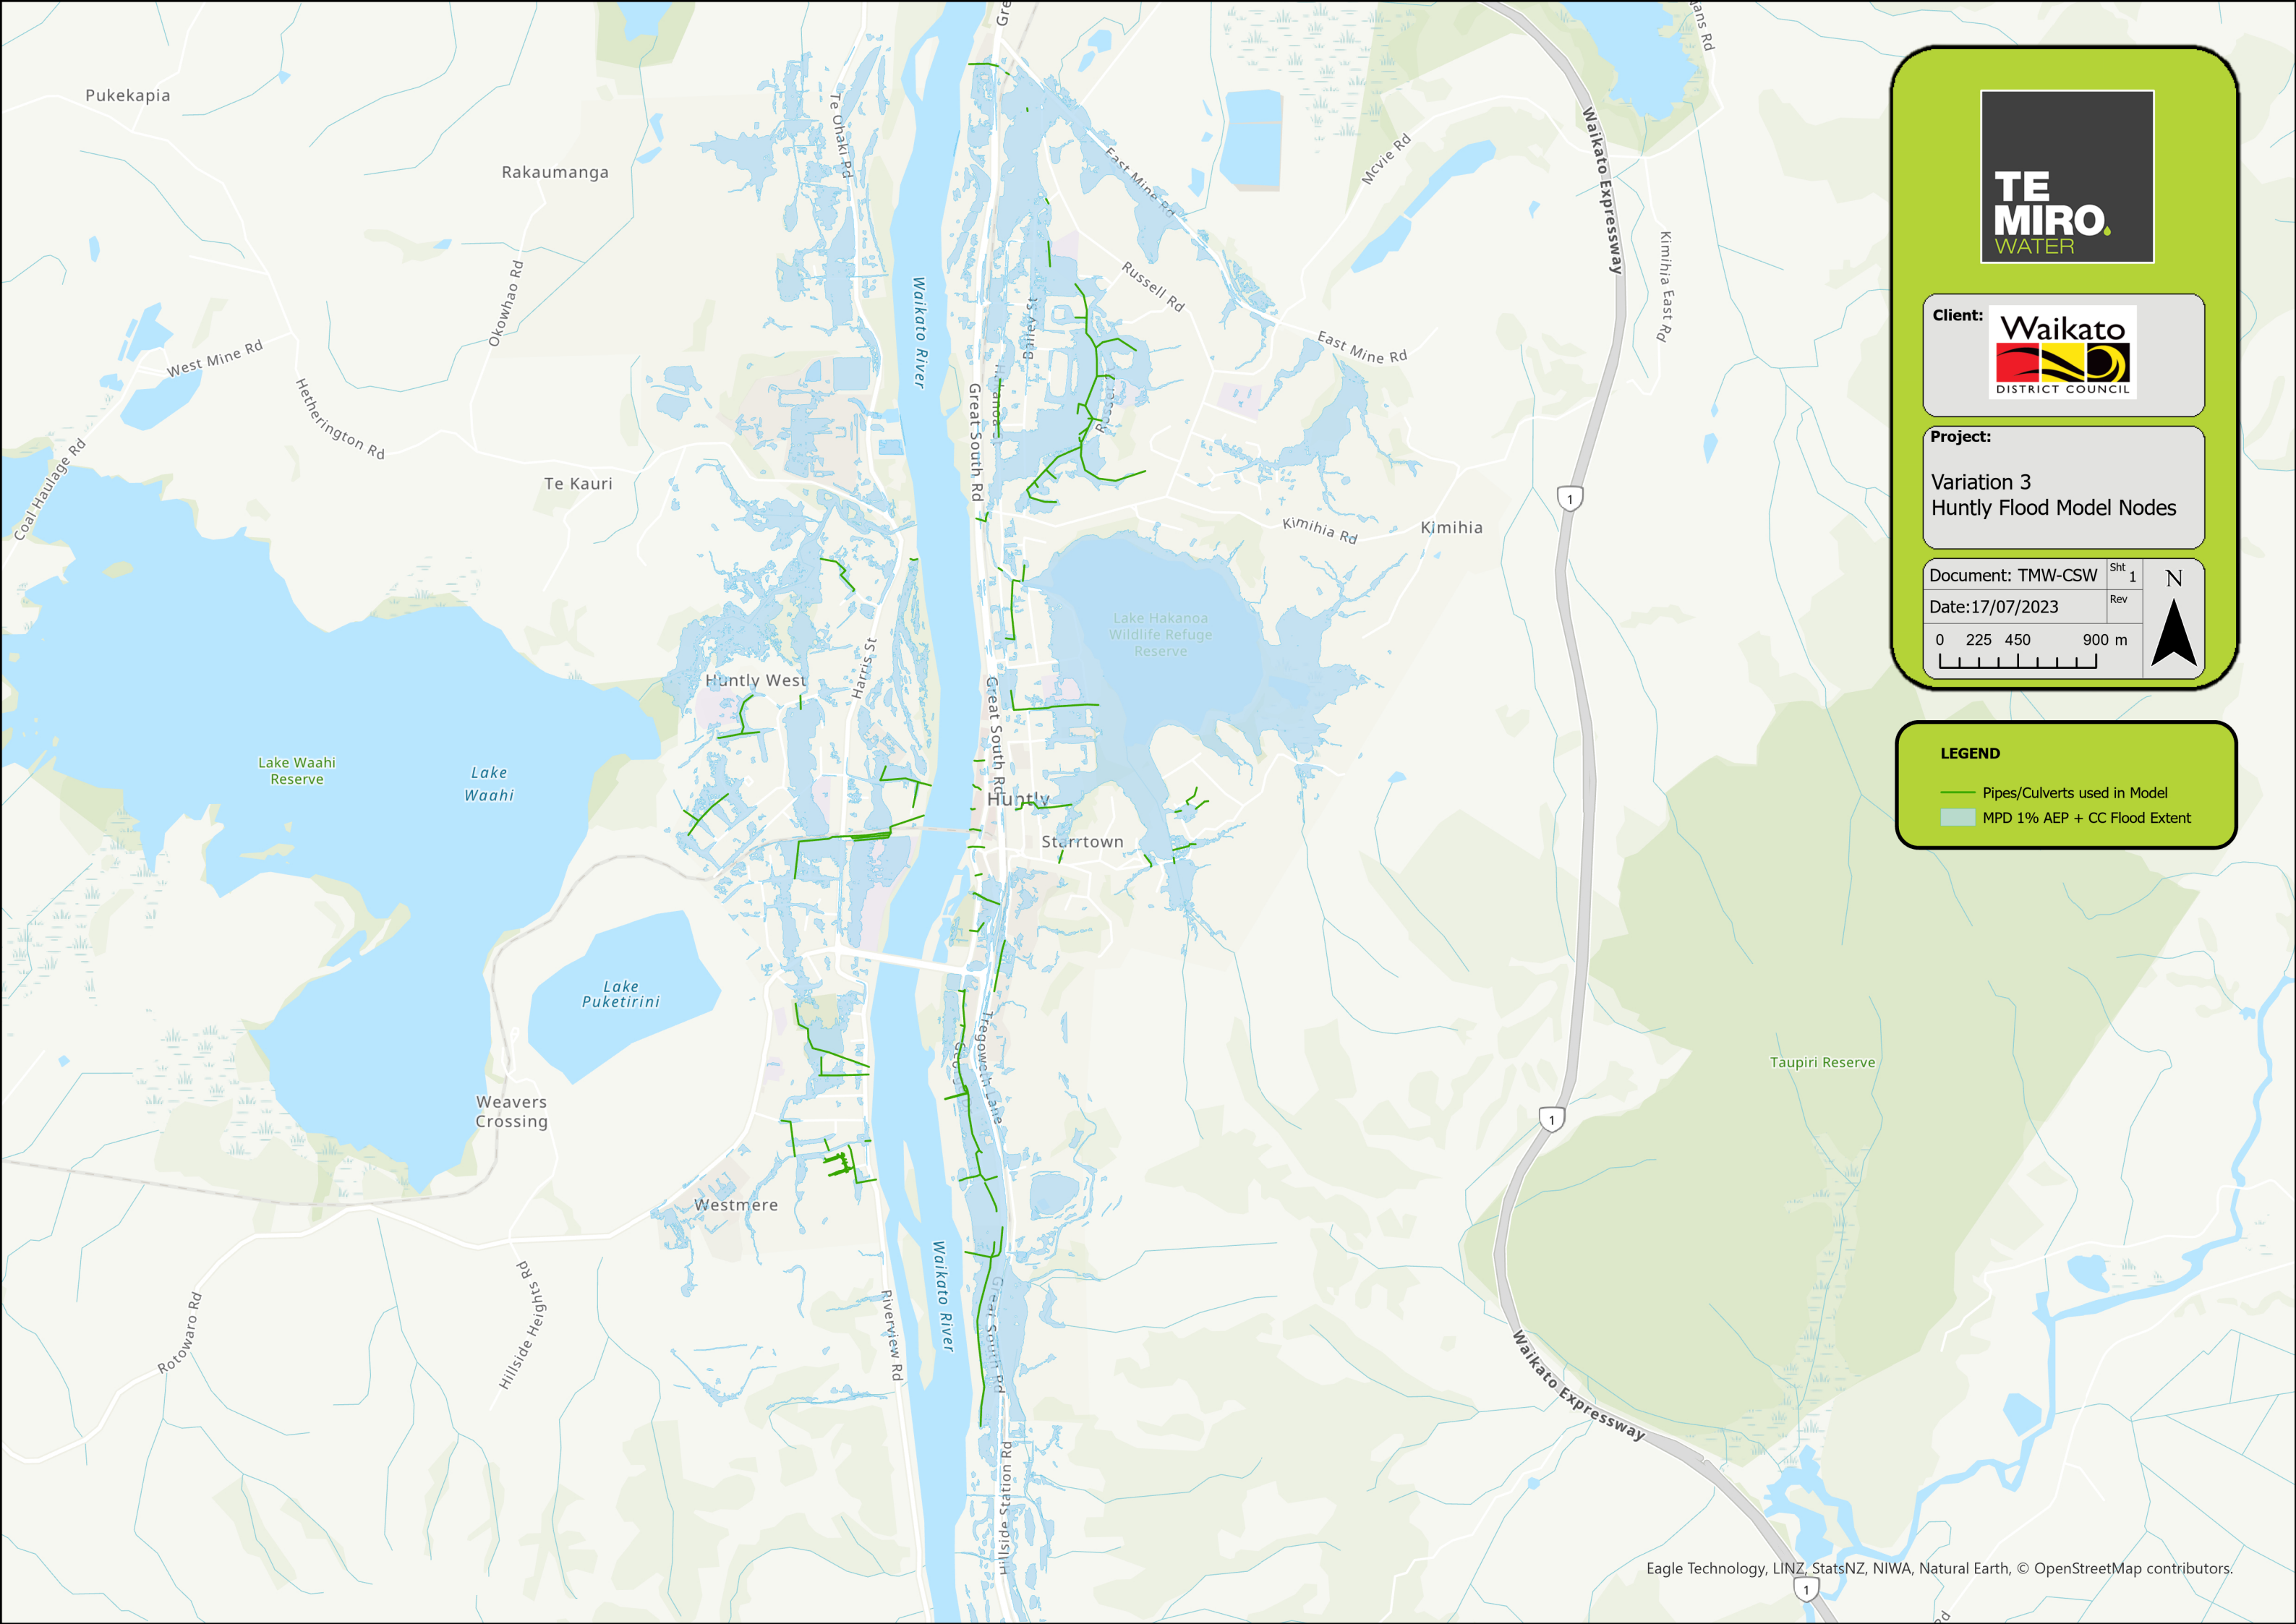 Pukekapia
Rakaumanga
Te Ohaki Rd
Waikato River
Great South Rd
East Mine Rd
Russell Rd
Bailey St
Mcvie Rd
Waikato Expressway
Kimihia East Rd
East Mine Rd
West Mine Rd
Okowhao Rd
Hetherington Rd
Coal Haulage Rd
Te Kauri
Kimihia Rd
Kimihia
1
Lake Hakanoa
Wildlife Refuge
Reserve
Huntly West
Harris St
Great South Rd
Huntly
Starrtown
Lake Waahi
Reserve
Lake
Waahi
Lake
Puketirini
Weavers
Crossing
Tregoweth Lane
Westmere
Rotowaro Rd
Hillside Heights Rd
Riverview Rd
Waikato River
Great South Rd
Hillside Station Rd
Taupiri Reserve
1
Waikato Expressway
1
TE
MIRO
WATER
Client:
Waikato
DISTRICT COUNCIL
Project:
Variation 3
Huntly Flood Model Nodes
Document: TMW-CSW
Sht
1
N
Date:17/07/2023
Rev
0 225 450 900 m
LEGEND
Pipes/Culverts used in Model
MPD 1% AEP + CC Flood Extent
Eagle Technology, LINZ, StatsNZ, NIWA, Natural Earth, © OpenStreetMap contributors.